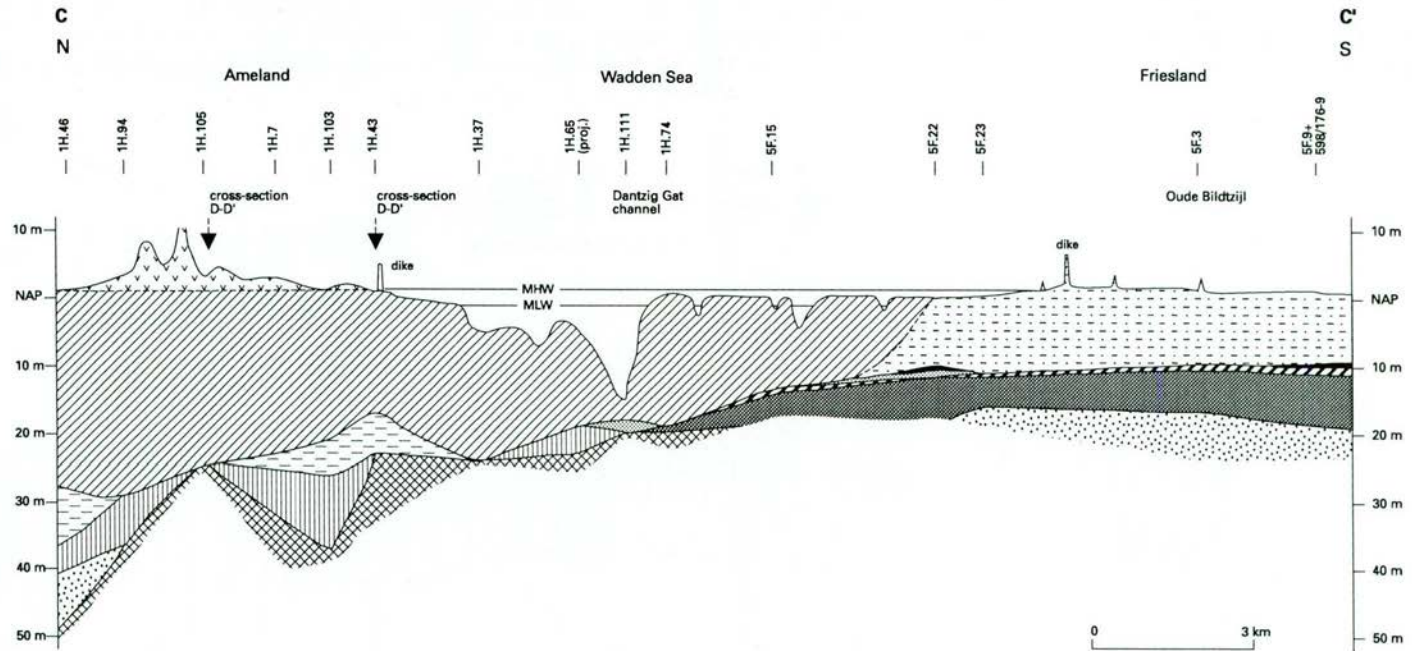 C
C'
N
S
Ameland
Wadden Sea
Friesland
1H.46
1H.94
1H.105
1H.7
1H.103
1H.43
1H.37
1H.65
(proj.)
1H.111
1H.74
5F.15
5F.22
5F.23
5F.3
5F.9+
598/176-9
cross-section
D-D'
cross-section
D-D'
Dantzig Gat
channel
Oude Bildtzijl
10 m
10 m
dike
dike
MHW
NAP
NAP
MLW
10 m
10 m
20 m
20 m
30 m
30 m
40 m
40 m
50 m
50 m
0
3 km